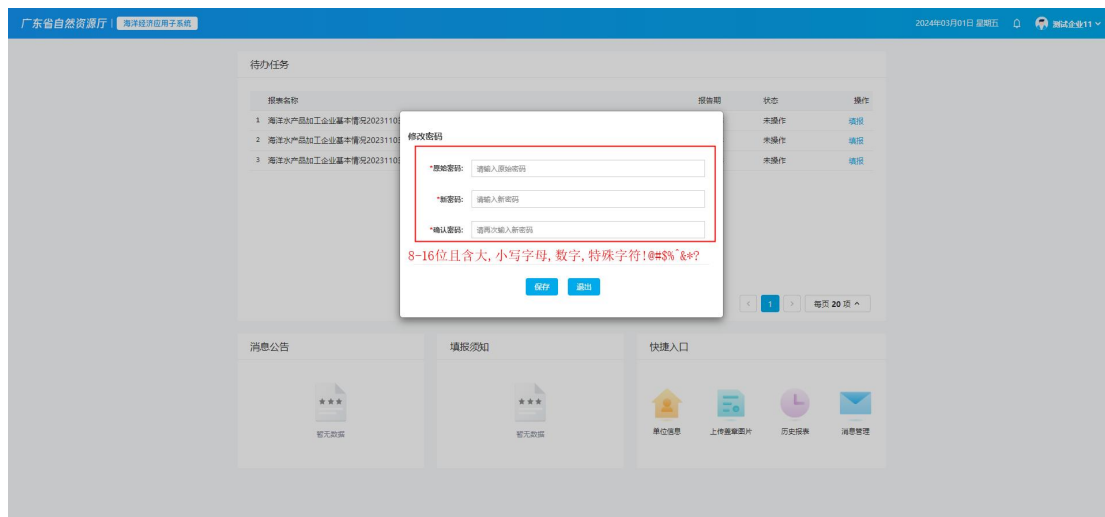 广东省自然资源厅 海洋经济应用子系统 2024年03月01日 星期五 测试企业11
待办任务
报表名称 报告期 状态 操作
1 海洋水产品加工企业基本情况2023110 未操作 填报
2 海洋水产品加工企业基本情况2023110 未操作 填报
3 海洋水产品加工企业基本情况2023110 未操作 填报
修改密码
*原始密码: 请输入原始密码
*新密码: 请输入新密码
*确认密码: 请再次输入新密码
8-16位且含大,小写字母,数字,特殊字符!@#$%^&*?
保存 退出
< 1 > 每页 20 项
消息公告 填报须知 快捷入口
暂无数据 暂无数据 单位信息 上传盖章图片 历史报表 消息管理